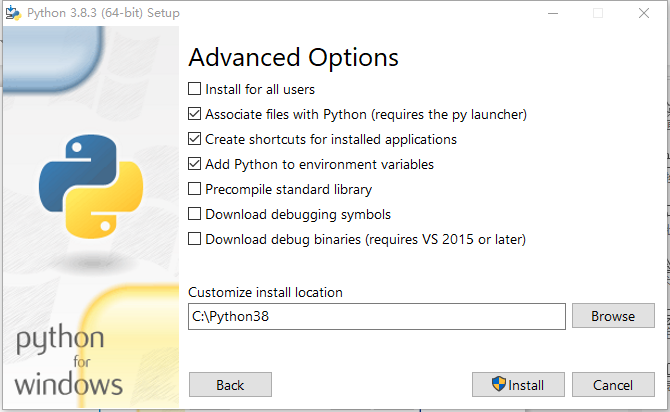 Python 3.8.3 (64-bit) Setup
Advanced Options
Install for all users
Associate files with Python (requires the py launcher)
Create shortcuts for installed applications
Add Python to environment variables
Precompile standard library
Download debugging symbols
Download debug binaries (requires VS 2015 or later)
Customize install location
C:\Python38
Browse
python
for
windows
Back
Install
Cancel